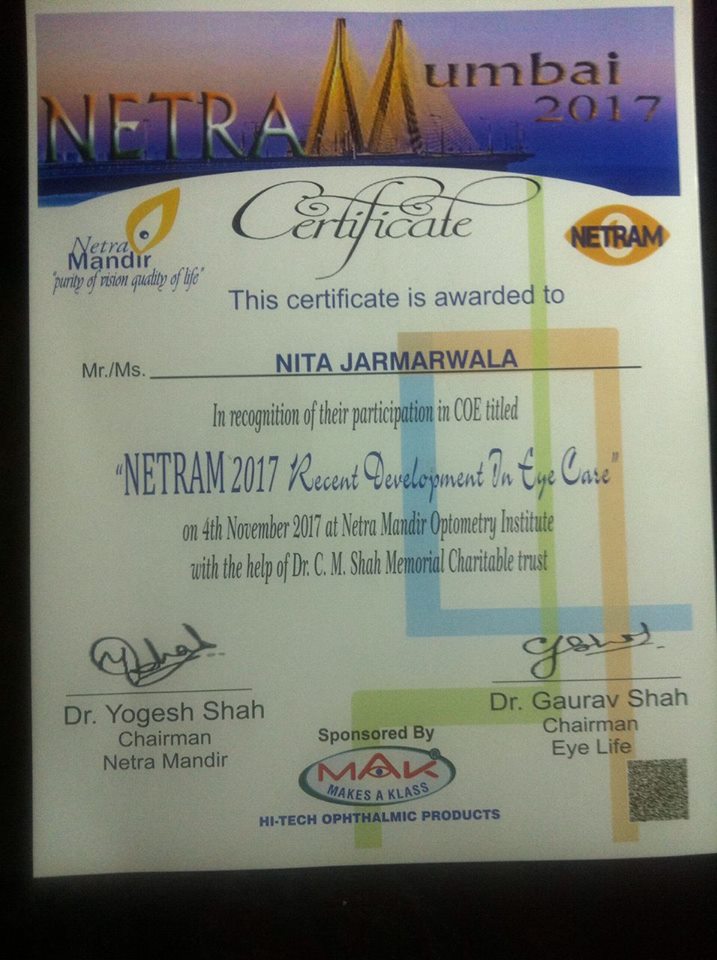 NETRAM Mumbai
2017
Certificate
Netra
Mandir
"purity of vision quality of life"
NETRAM
This certificate is awarded to
Mr./Ms. NITA JARMARWALA
In recognition of their participation in COE titled
"NETRAM 2017 Recent Development In Eye Care"
on 4th November 2017 at Netra Mandir Optometry Institute
with the help of Dr. C. M. Shah Memorial Charitable trust
Dr. Yogesh Shah
Chairman
Netra Mandir
Dr. Gaurav Shah
Chairman
Eye Life
Sponsored By
MAK®
MAKES A KLASS
HI-TECH OPHTHALMIC PRODUCTS